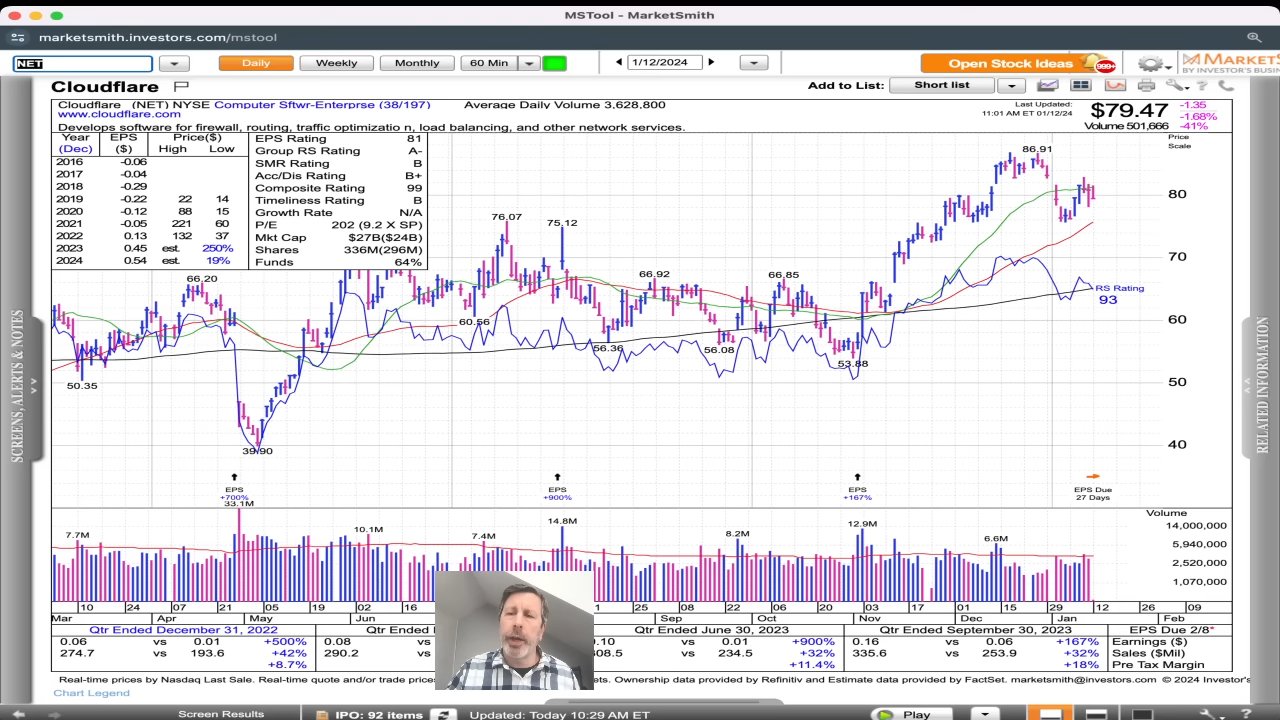 MSTool - MarketSmith
marketsmith.investors.com/mstool
NET Daily Weekly Monthly 60 Min 1/12/2024 Open Stock Ideas 999+ MARKETS
BY INVESTOR'S BUSIN
Cloudflare Add to List: Short list
Cloudflare (NET) NYSE Computer Sftwr-Enterprse (38/197) Average Daily Volume 3,628,800 Last Updated: 11:01 AM ET 01/12/24 $79.47 -1.35 -1.68%
www.cloudflare.com Volume 501,666 -41%
Develops software for firewall, routing, traffic optimizatio n, load balancing, and other network services.
Year (Dec) EPS ($) Price($) High Low
2016 -0.06
2017 -0.04
2018 -0.29
2019 -0.22 22 14
2020 -0.12 88 15
2021 -0.05 221 60
2022 0.13 132 37
2023 0.45 est. 250%
2024 0.54 est. 19%
EPS Rating 81
Group RS Rating A-
SMR Rating B
Acc/Dis Rating B+
Composite Rating 99
Timeliness Rating B
Growth Rate N/A
P/E 202 (9.2 X SP)
Mkt Cap $27B($24B)
Shares 336M(296M)
Funds 64%
Price Scale
80
70
60
50
40
86.91
76.07
75.12
66.20
66.92
66.85
60.56
56.36
56.08
53.88
50.35
39.90
RS Rating
93
EPS +700%
EPS +900%
EPS +167%
EPS Due 27 Days
33.1M
Volume
14,000,000
5,940,000
2,520,000
1,070,000
7.7M
10.1M
7.4M
14.8M
8.2M
12.9M
6.6M
10 24 07 21 05 19 02 16 11 25 08 22 06 20 03 17 01 15 29 12 26 09
Mar Apr May Jun Sep Oct Nov Dec Jan Feb
Qtr Ended December 31, 2022 Qtr Ended June 30, 2023 Qtr Ended September 30, 2023 EPS Due 2/8*
0.06 vs 0.01 +500% 0.08 vs .10 0.01 +900% 0.16 vs 0.06 +167% Earnings ($)
274.7 vs 193.6 +42% 290.2 vs 08.5 vs 234.5 +32% 335.6 vs 253.9 +32% Sales ($Mil)
+8.7% +11.4% +18% Pre Tax Margin
Real-time prices by Nasdaq Last Sale. Real-time quote and/or trade prices ts. Ownership data provided by Refinitiv and Estimate data provided by FactSet. marketsmith@investors.com © 2024 Investor's
Chart Legend
SCREENS, ALERTS & NOTES
RELATED INFORMATION
Screen Results IPO: 92 items Updated: Today 10:29 AM ET Play